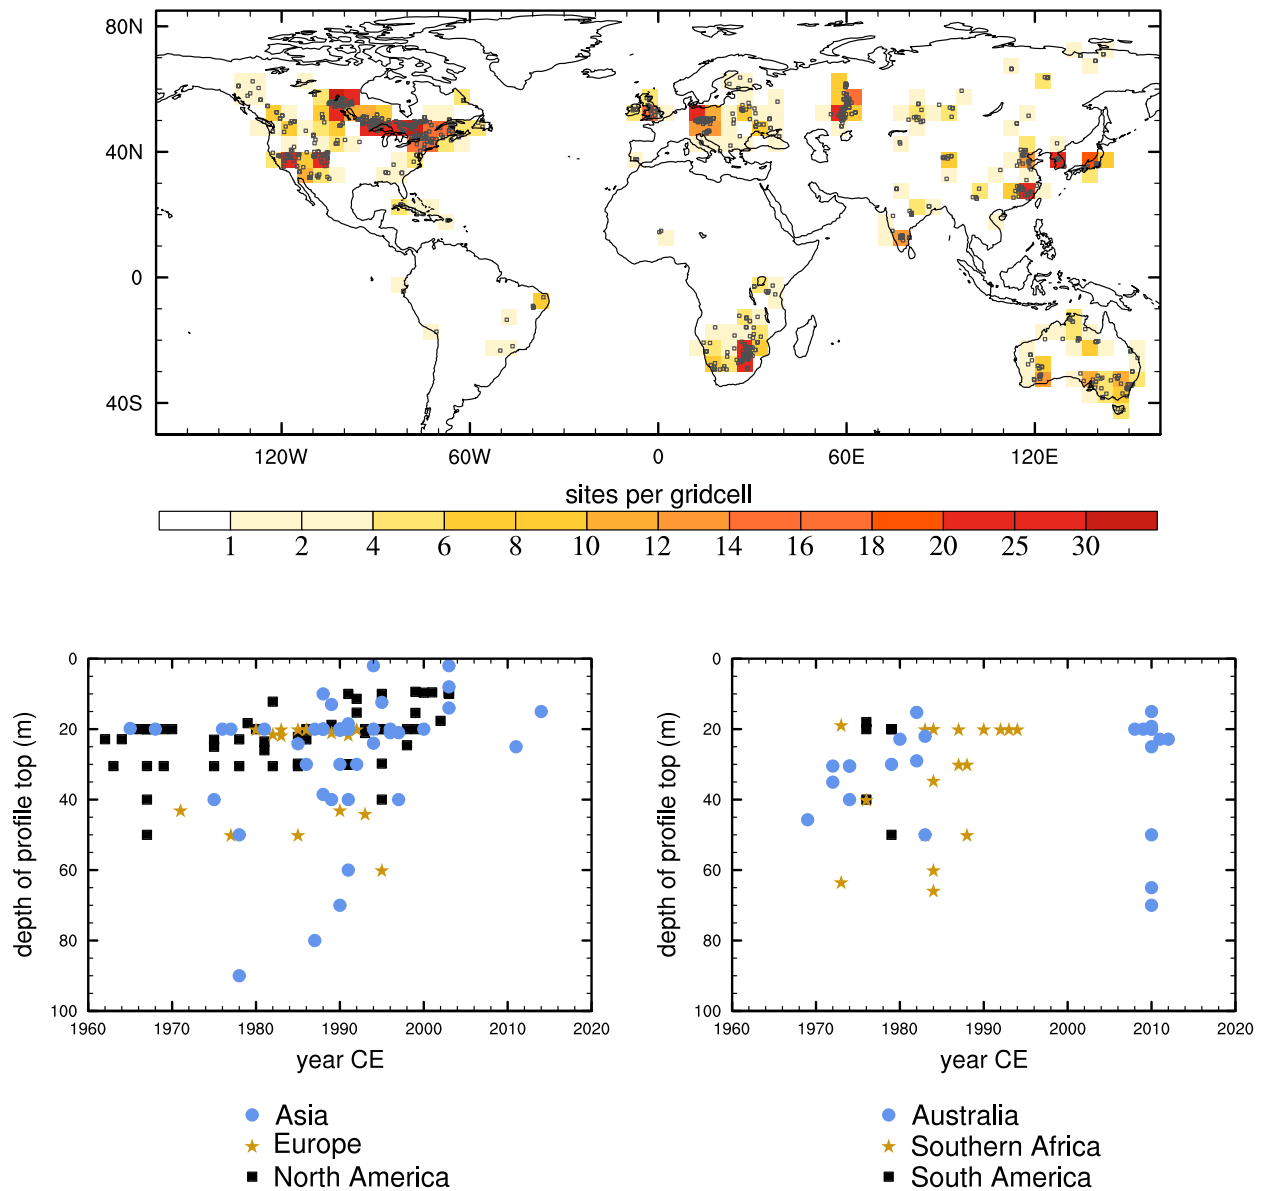 80N
40N
0
40S
120W 60W 0 60E 120E
sites per gridcell
1 2 4 6 8 10 12 14 16 18 20 25 30
depth of profile top (m)
0
20
40
60
80
100
1960 1970 1980 1990 2000 2010 2020
year CE
Asia
Europe
North America
depth of profile top (m)
0
20
40
60
80
100
1960 1970 1980 1990 2000 2010 2020
year CE
Australia
Southern Africa
South America